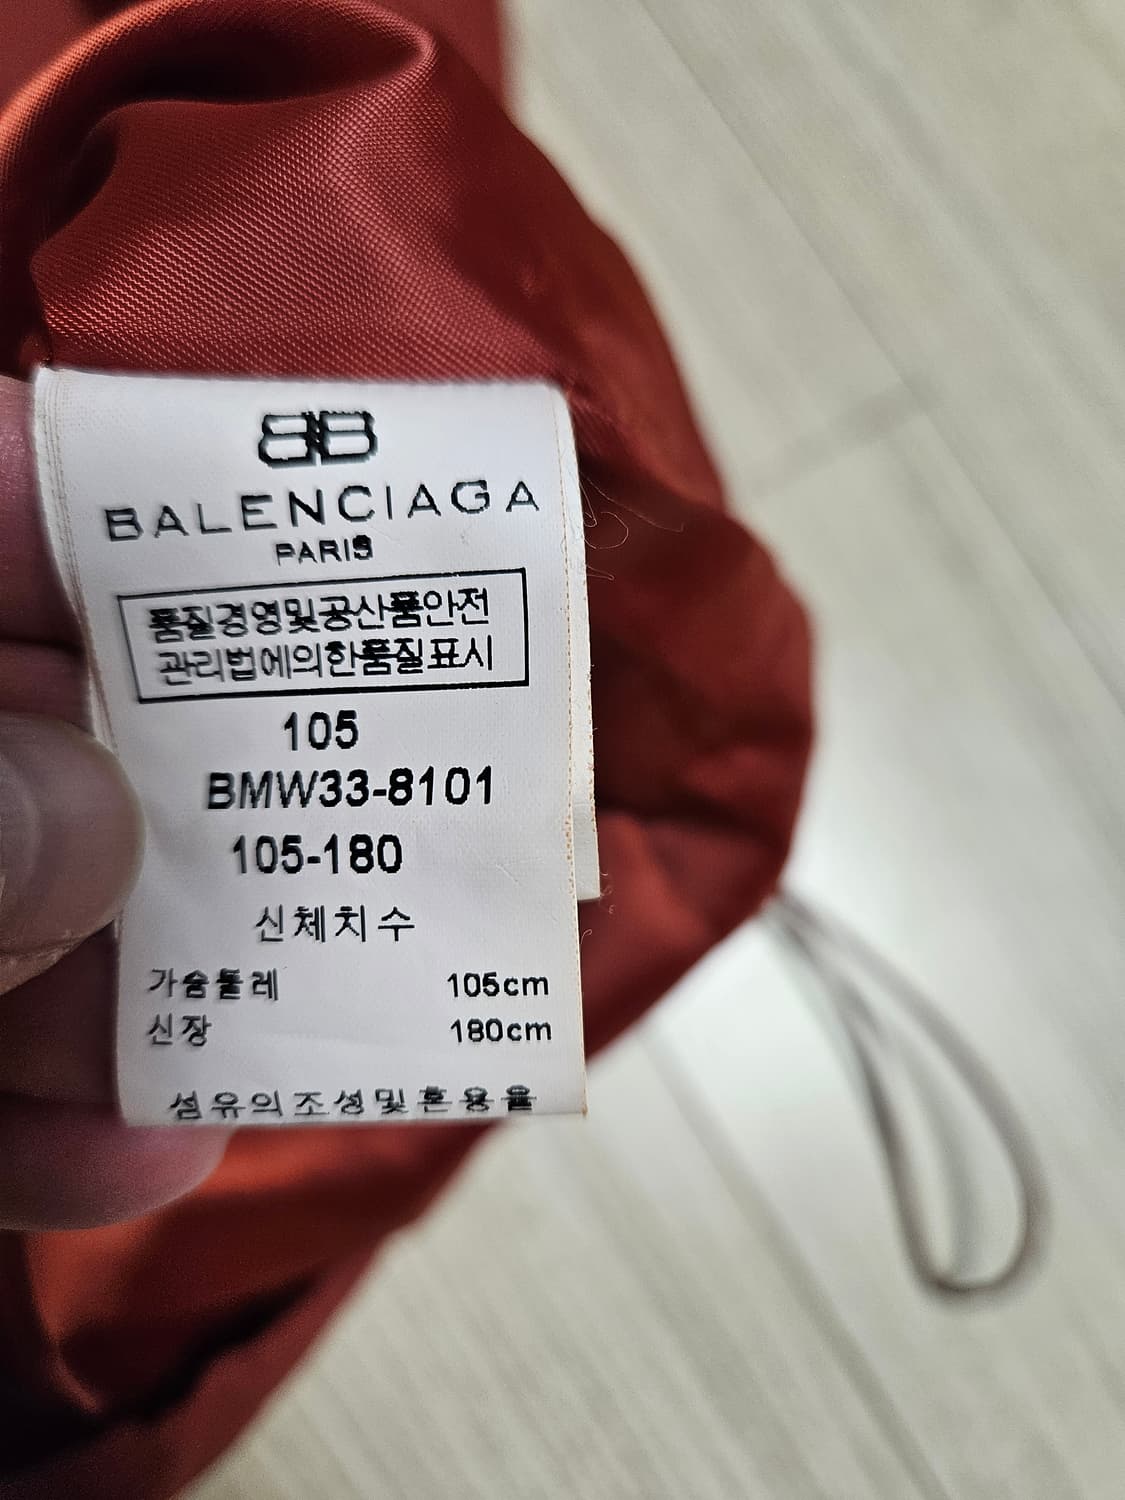 BB
BALENCIAGA
PARIS
품질경영및공산품안전
관리법에의한품질표시
105
BMW33-8101
105-180
신체치수
가슴둘레 105cm
신장 180cm
섬유의조성및혼용율